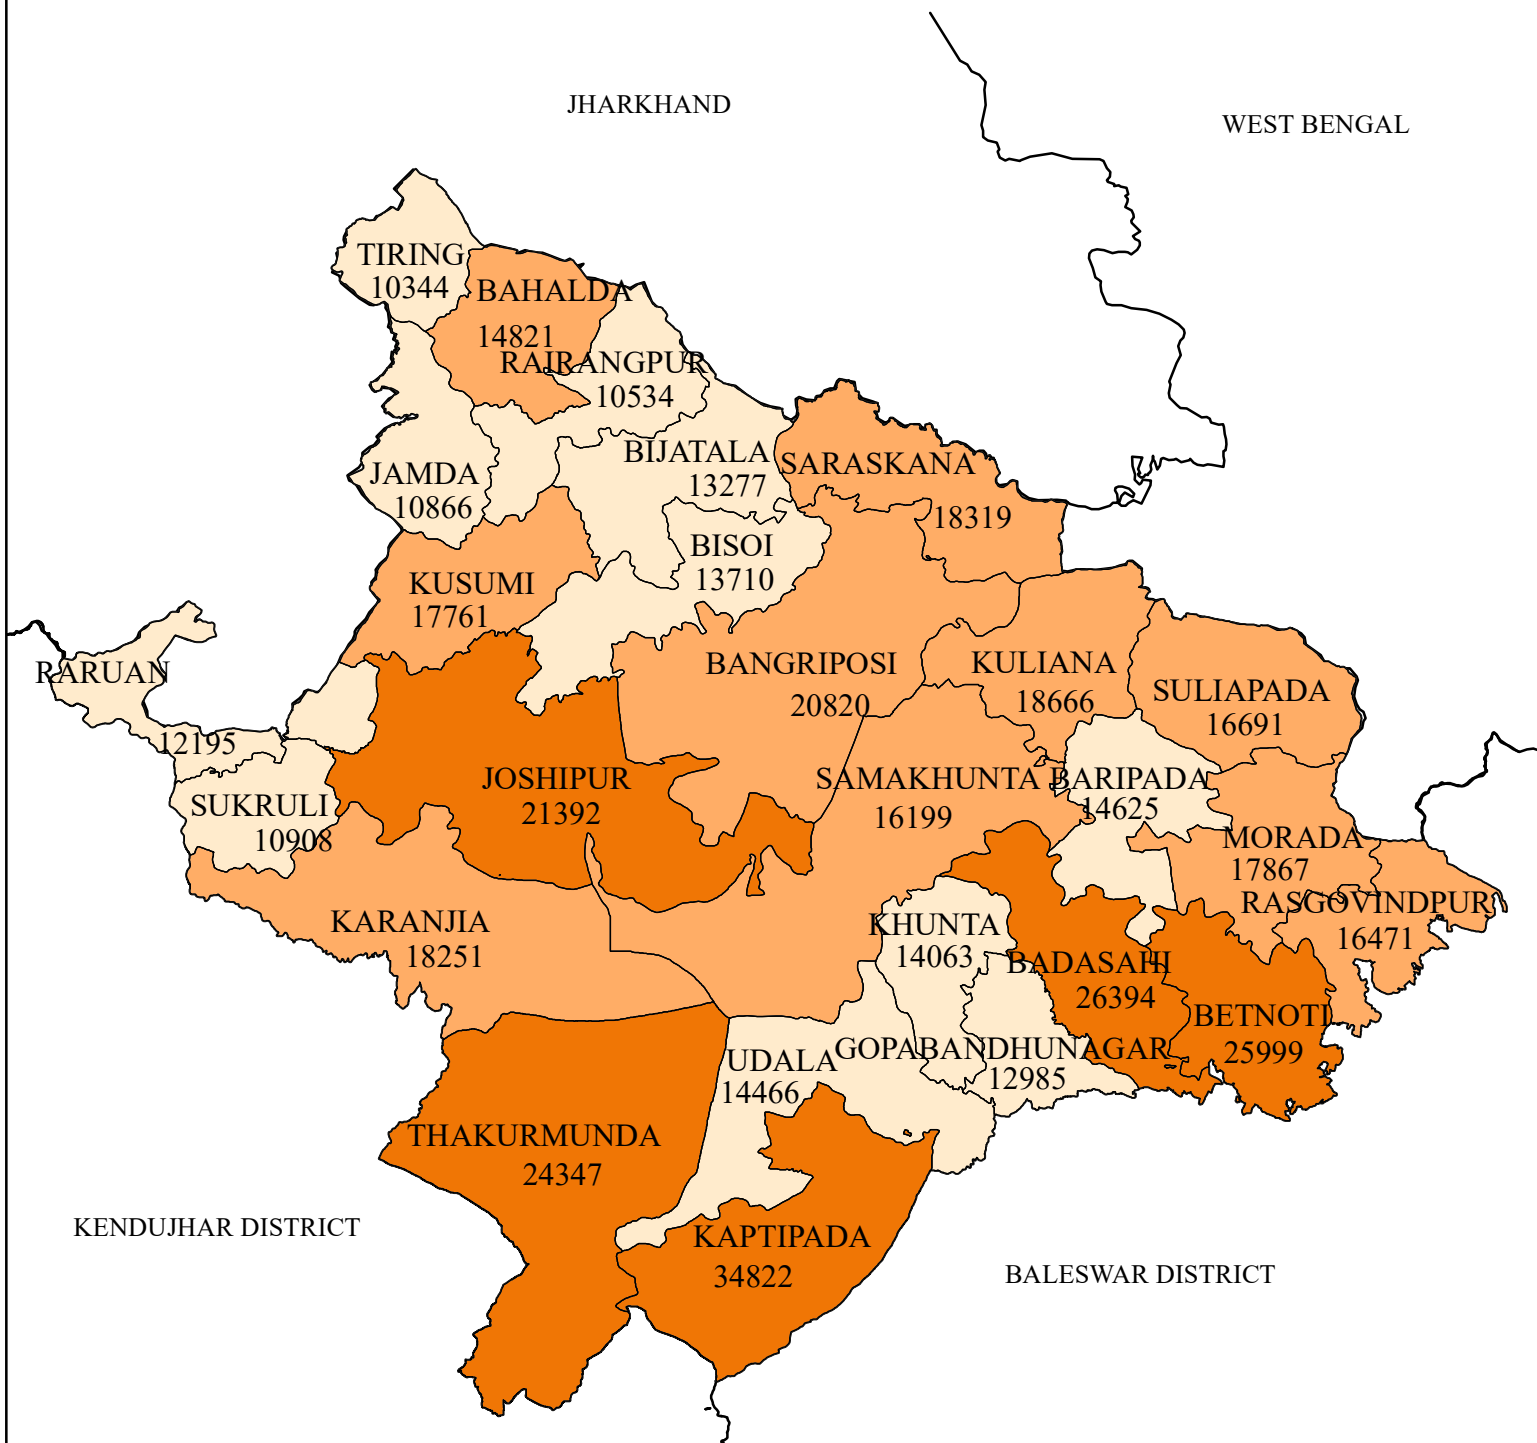 JHARKHAND
WEST BENGAL
TIRING
10344
BAHALDA
14821
RAIRANGPUR
10534
BIJATALA
13277
SARASKANA
18319
JAMDA
10866
BISOI
13710
KUSUMI
17761
RARUAN
12195
BANGRIPOSI
20820
KULIANA
18666
SULIAPADA
16691
JOSHIPUR
21392
SAMAKHUNTA
16199
BARIPADA
14625
SUKRULI
10908
MORADA
17867
RASGOVINDPUR
16471
KARANJIA
18251
KHUNTA
14063
BADASAHI
26394
BETNOTI
25999
UDALA
14466
GOPABANDHUNAGAR
12985
THAKURMUNDA
24347
KAPTIPADA
34822
KENDUJHAR DISTRICT
BALESWAR DISTRICT